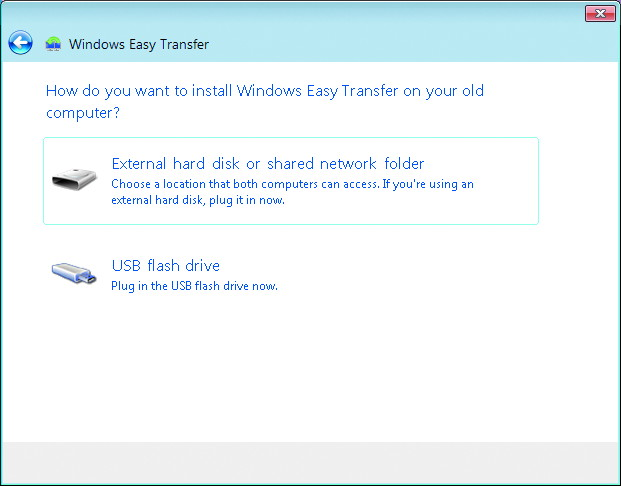 Windows Easy Transfer
How do you want to install Windows Easy Transfer on your old
computer?
External hard disk or shared network folder
Choose a location that both computers can access. If you're using an
external hard disk, plug it in now.
USB flash drive
Plug in the USB flash drive now.